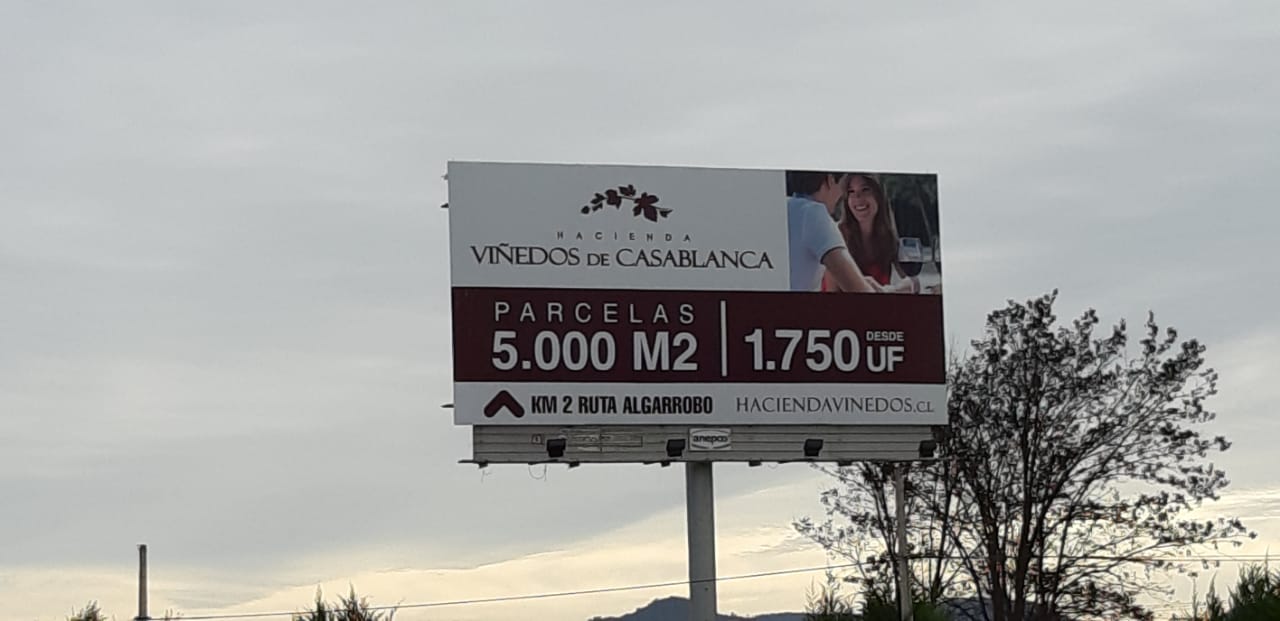 HACIENDA
VIÑEDOS DE CASABLANCA
PARCELAS
5.000 M2
1.750 DESDE UF
KM 2 RUTA ALGARROBO
HACIENDAVINEDOS.CL
anepco